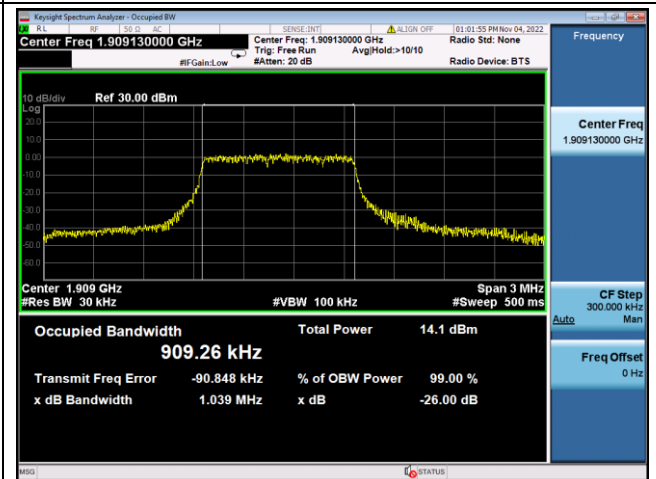 Keysight Spectrum Analyzer - Occupied BW
RL RF 50 Ω AC SENSE:INT ALIGN OFF 01:01:55 PM Nov 04, 2022
Center Freq 1.909130000 GHz
Center Freq: 1.909130000 GHz Radio Std: None
Trig: Free Run Avg|Hold:>10/10
#IFGain:Low #Atten: 20 dB Radio Device: BTS
Frequency
10 dB/div Ref 30.00 dBm
Log
20.0
10.0
0.00
-10.0
-20.0
-30.0
-40.0
-50.0
-60.0
Center Freq
1.909130000 GHz
Center 1.909 GHz Span 3 MHz
#Res BW 30 kHz #VBW 100 kHz #Sweep 500 ms
CF Step
300.000 kHz
Auto Man
Occupied Bandwidth Total Power 14.1 dBm
909.26 kHz
Transmit Freq Error -90.848 kHz % of OBW Power 99.00 %
x dB Bandwidth 1.039 MHz x dB -26.00 dB
Freq Offset
0 Hz
MSG STATUS